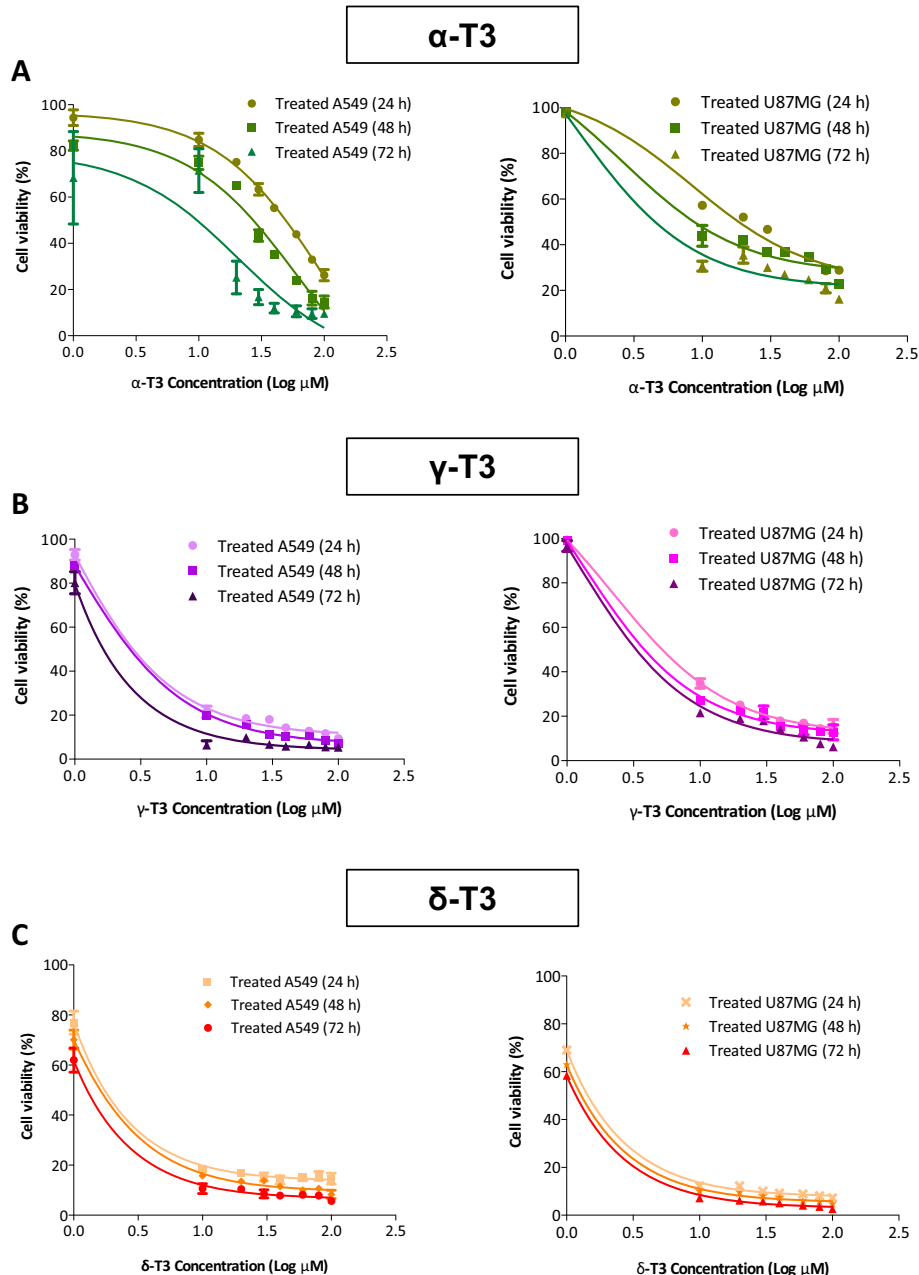 α-T3
A
Treated A549 (24 h)
Treated A549 (48 h)
Treated A549 (72 h)
Cell viability (%)
100
80
60
40
20
0
0.0 0.5 1.0 1.5 2.0 2.5
α-T3 Concentration (Log μM)
Treated U87MG (24 h)
Treated U87MG (48 h)
Treated U87MG (72 h)
Cell viability (%)
100
80
60
40
20
0
0.0 0.5 1.0 1.5 2.0 2.5
α-T3 Concentration (Log μM)
γ-T3
B
Treated A549 (24 h)
Treated A549 (48 h)
Treated A549 (72 h)
Cell viability (%)
100
80
60
40
20
0
0.0 0.5 1.0 1.5 2.0 2.5
γ-T3 Concentration (Log μM)
Treated U87MG (24 h)
Treated U87MG (48 h)
Treated U87MG (72 h)
Cell viability (%)
100
80
60
40
20
0
0.0 0.5 1.0 1.5 2.0 2.5
γ-T3 Concentration (Log μM)
δ-T3
C
Treated A549 (24 h)
Treated A549 (48 h)
Treated A549 (72 h)
Cell viability (%)
100
80
60
40
20
0
0.0 0.5 1.0 1.5 2.0 2.5
δ-T3 Concentration (Log μM)
Treated U87MG (24 h)
Treated U87MG (48 h)
Treated U87MG (72 h)
Cell viability (%)
100
80
60
40
20
0
0.0 0.5 1.0 1.5 2.0 2.5
δ-T3 Concentration (Log μM)